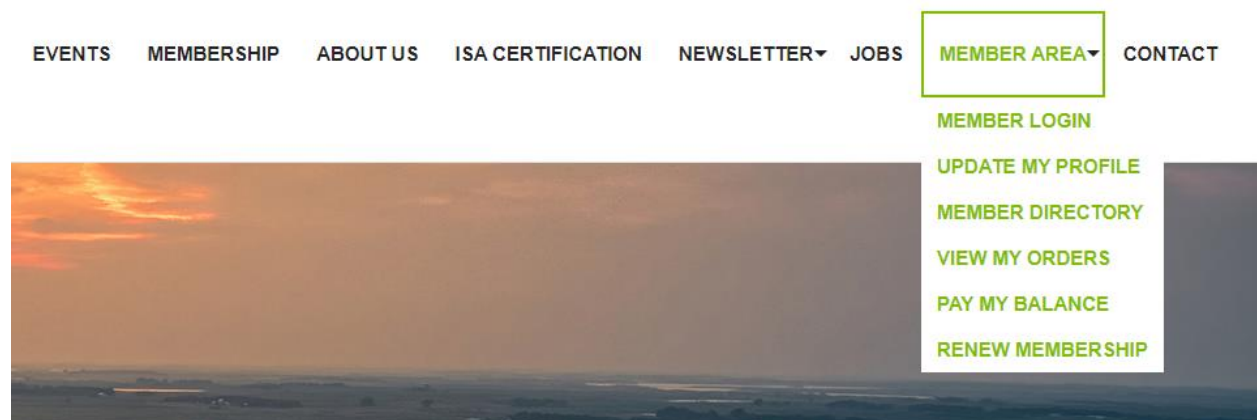 EVENTS MEMBERSHIP ABOUT US ISA CERTIFICATION NEWSLETTER JOBS MEMBER AREA CONTACT
MEMBER LOGIN
UPDATE MY PROFILE
MEMBER DIRECTORY
VIEW MY ORDERS
PAY MY BALANCE
RENEW MEMBERSHIP